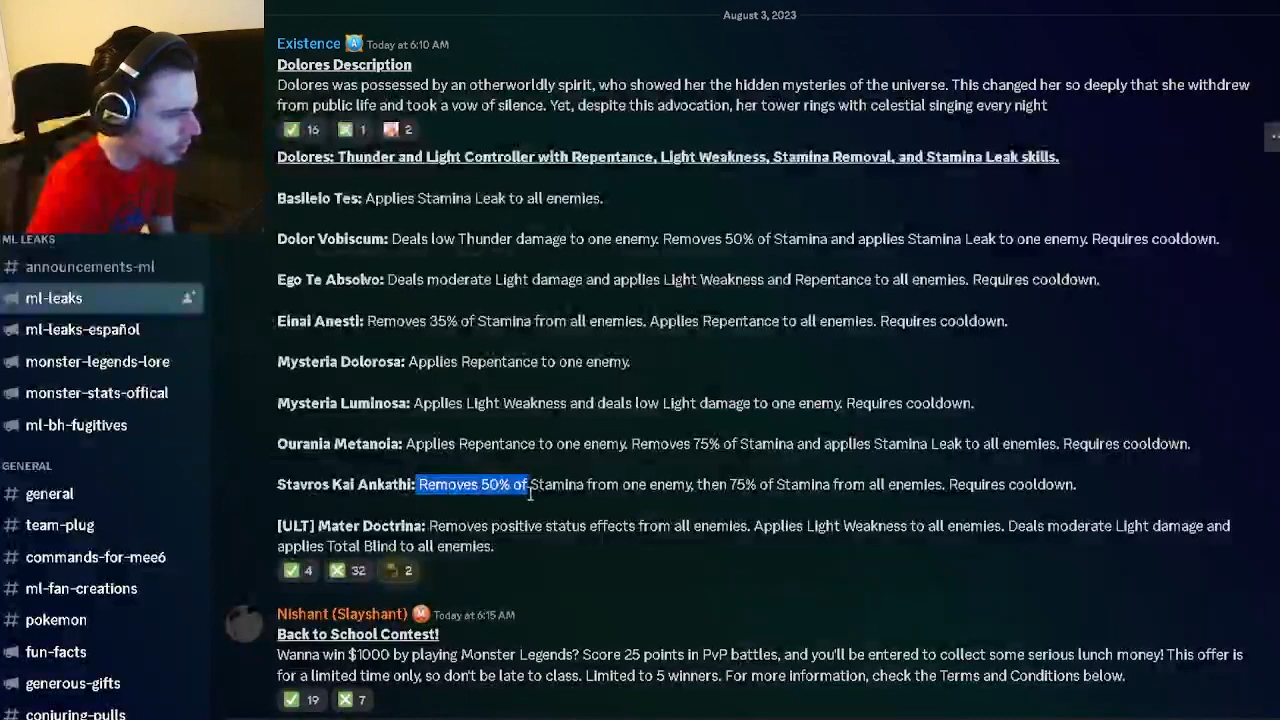 August 3, 2023
Existence Today at 6:10 AM
Dolores Description
Dolores was possessed by an otherworldly spirit, who showed her the hidden mysteries of the universe. This changed her so deeply that she withdrew
from public life and took a vow of silence. Yet, despite this advocation, her tower rings with celestial singing every night
16 1 2
Dolores: Thunder and Light Controller with Repentance, Light Weakness, Stamina Removal, and Stamina Leak skills.
Basileio Tes: Applies Stamina Leak to all enemies.
Dolor Vobiscum: Deals low Thunder damage to one enemy. Removes 50% of Stamina and applies Stamina Leak to one enemy. Requires cooldown.
Ego Te Absolvo: Deals moderate Light damage and applies Light Weakness and Repentance to all enemies. Requires cooldown.
Einai Anesti: Removes 35% of Stamina from all enemies. Applies Repentance to all enemies. Requires cooldown.
Mysteria Dolorosa: Applies Repentance to one enemy.
Mysteria Luminosa: Applies Light Weakness and deals low Light damage to one enemy. Requires cooldown.
Ourania Metanoia: Applies Repentance to one enemy. Removes 75% of Stamina and applies Stamina Leak to all enemies. Requires cooldown.
Stavros Kai Ankathi: Removes 50% of Stamina from one enemy, then 75% of Stamina from all enemies. Requires cooldown.
[ULT] Mater Doctrina: Removes positive status effects from all enemies. Applies Light Weakness to all enemies. Deals moderate Light damage and
applies Total Blind to all enemies.
4 32 2
Nishant (Slayshant) Today at 6:15 AM
Back to School Contest!
Wanna win $1000 by playing Monster Legends? Score 25 points in PvP battles, and you'll be entered to collect some serious lunch money! This offer is
for a limited time only, so don't be late to class. Limited to 5 winners. For more information, check the Terms and Conditions below.
19 7
ML LEAKS
# announcements-ml
ml-leaks
ml-leaks-español
monster-legends-lore
monster-stats-offical
ml-bh-fugitives
GENERAL
# general
# team-plug
# commands-for-mee6
# ml-fan-creations
# pokemon
# fun-facts
# generous-gifts
# conjuring-pulls